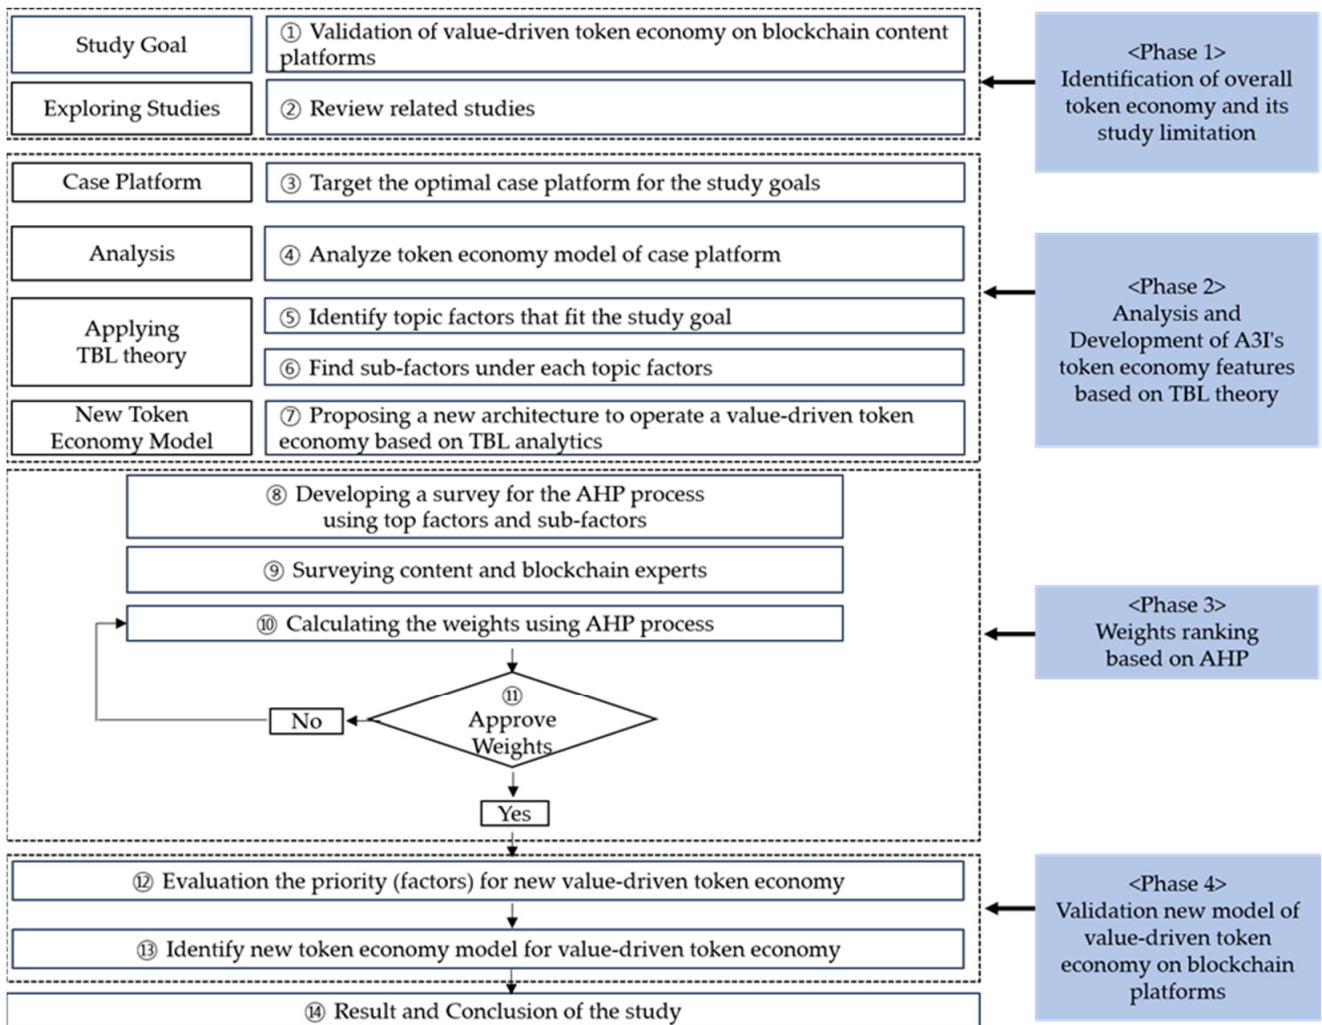 Study Goal
① Validation of value-driven token economy on blockchain content
platforms
Exploring Studies
② Review related studies
<Phase 1>
Identification of overall
token economy and its
study limitation
Case Platform
③ Target the optimal case platform for the study goals
Analysis
④ Analyze token economy model of case platform
Applying
TBL theory
⑤ Identify topic factors that fit the study goal
⑥ Find sub-factors under each topic factors
New Token
Economy Model
⑦ Proposing a new architecture to operate a value-driven token
economy based on TBL analytics
<Phase 2>
Analysis and
Development of A3I's
token economy features
based on TBL theory
⑧ Developing a survey for the AHP process
using top factors and sub-factors
⑨ Surveying content and blockchain experts
⑩ Calculating the weights using AHP process
⑪
Approve
Weights
No
Yes
<Phase 3>
Weights ranking
based on AHP
⑫ Evaluation the priority (factors) for new value-driven token economy
⑬ Identify new token economy model for value-driven token economy
<Phase 4>
Validation new model of
value-driven token
economy on blockchain
platforms
⑭ Result and Conclusion of the study